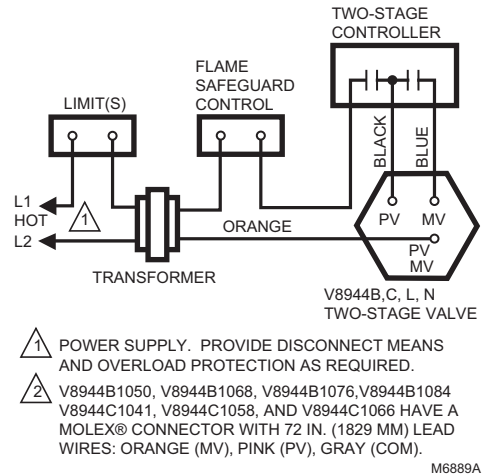 TWO-STAGE
CONTROLLER
FLAME
SAFEGUARD
CONTROL
LIMIT(S)
BLACK
BLUE
L1
HOT
1
L2
ORANGE
PV
MV
PV
MV
TRANSFORMER
V8944B,C, L, N
TWO-STAGE VALVE
1 POWER SUPPLY. PROVIDE DISCONNECT MEANS
AND OVERLOAD PROTECTION AS REQUIRED.
2 V8944B1050, V8944B1068, V8944B1076,V8944B1084
V8944C1041, V8944C1058, AND V8944C1066 HAVE A
MOLEX® CONNECTOR WITH 72 IN. (1829 MM) LEAD
WIRES: ORANGE (MV), PINK (PV), GRAY (COM).
M6889A